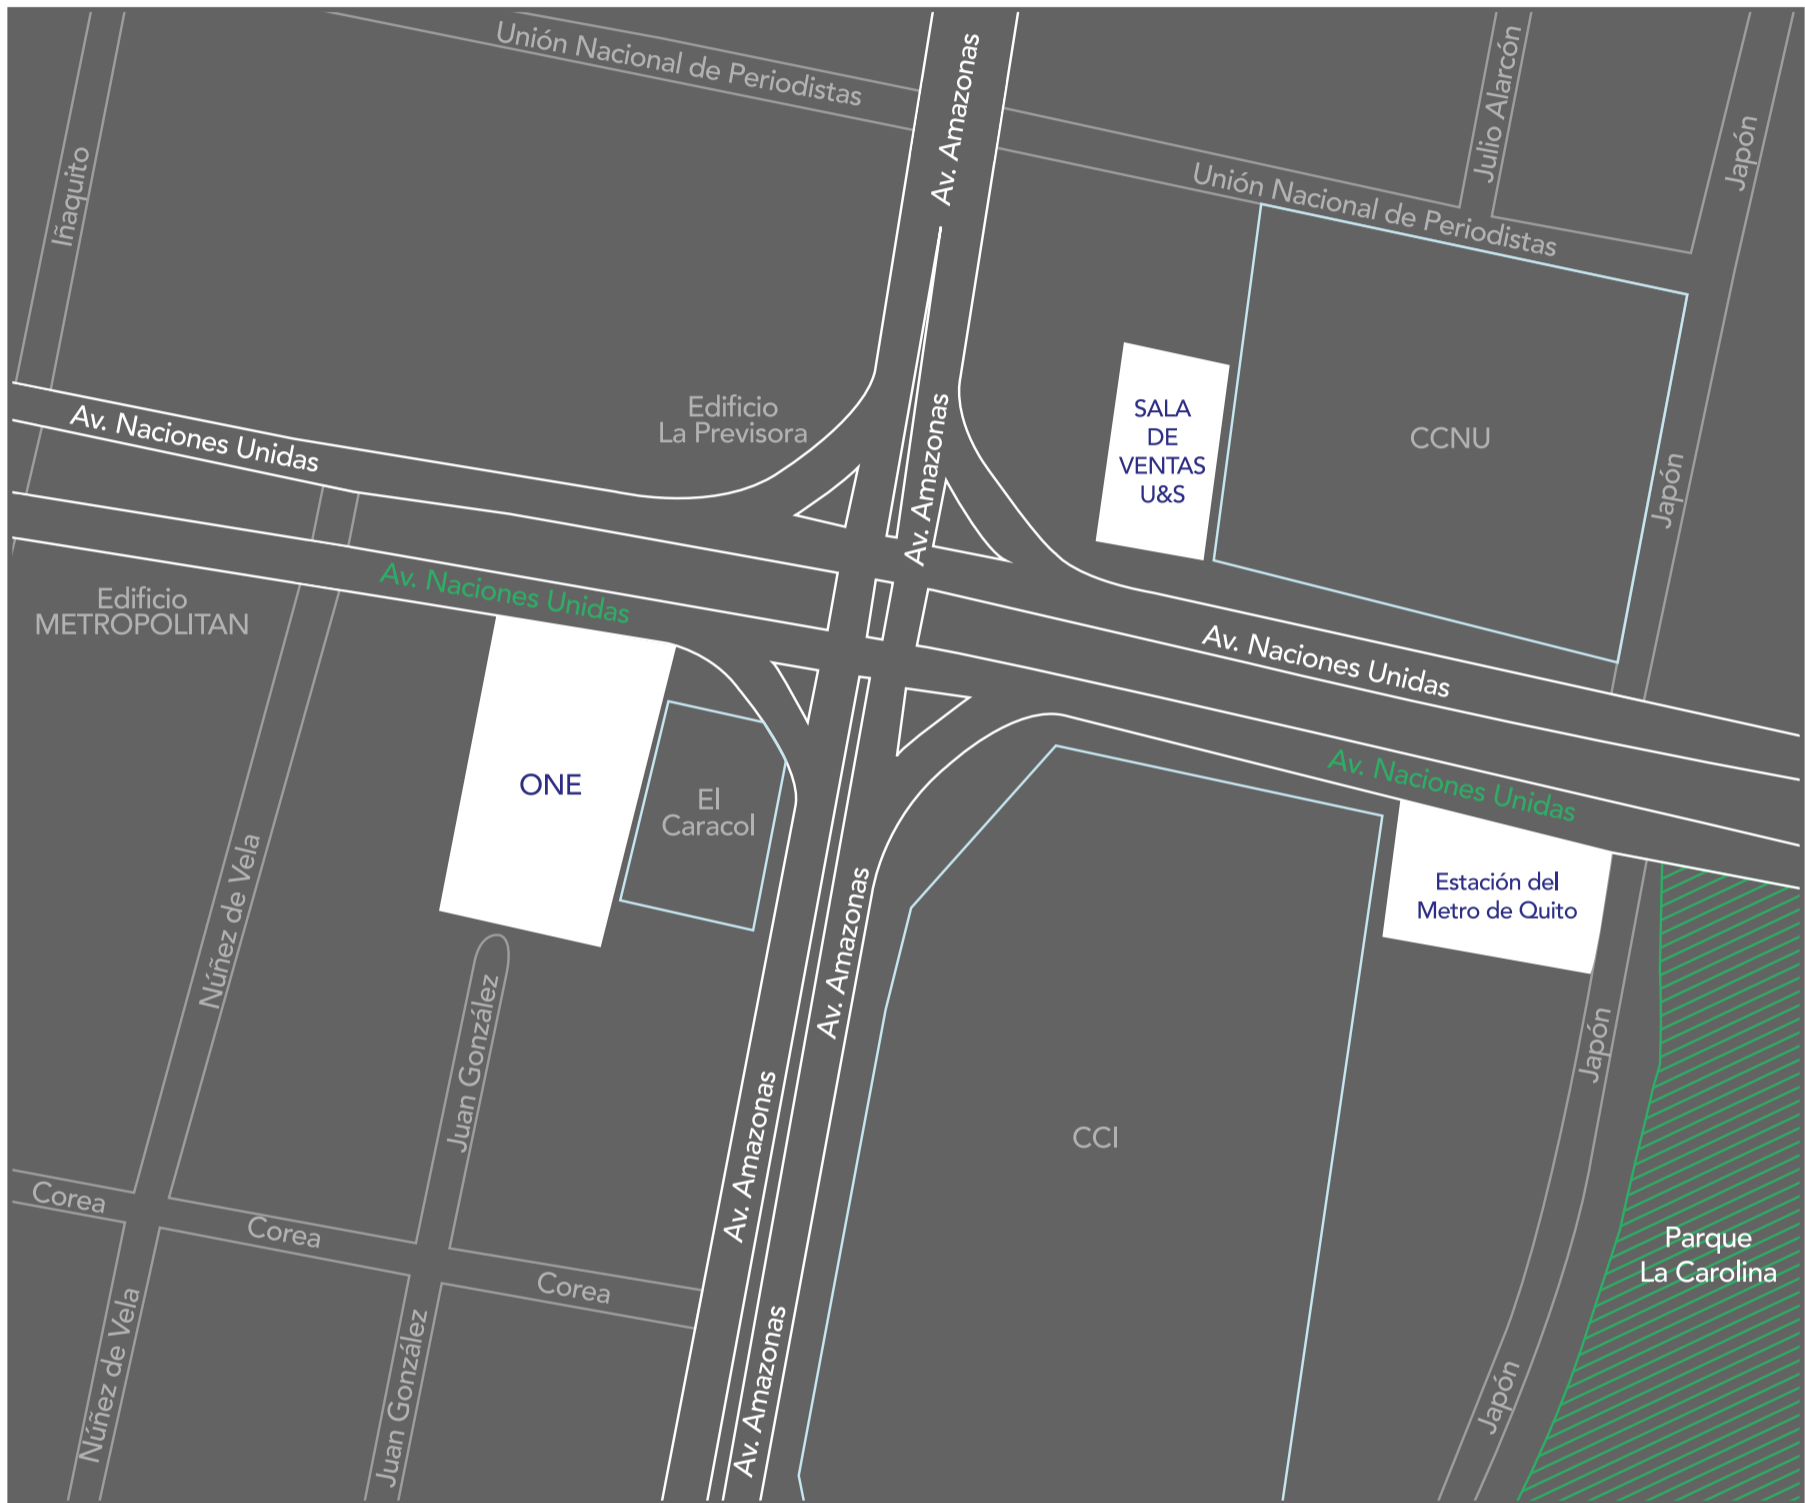 Unión Nacional de Periodistas
Av. Amazonas
Julio Alarcón
Japón
Iñaquito
Unión Nacional de Periodistas
Edificio
La Previsora
Av. Naciones Unidas
Av. Amazonas
SALA
DE
VENTAS
U&S
CCNU
Japón
Edificio
METROPOLITAN
Av. Naciones Unidas
Av. Naciones Unidas
Av. Naciones Unidas
ONE
El
Caracol
Estación del
Metro de Quito
Núñez de Vela
Av. Amazonas
Juan González
Japón
CCI
Av. Amazonas
Corea
Corea
Corea
Parque
La Carolina
Núñez de Vela
Juan González
Av. Amazonas
Japón